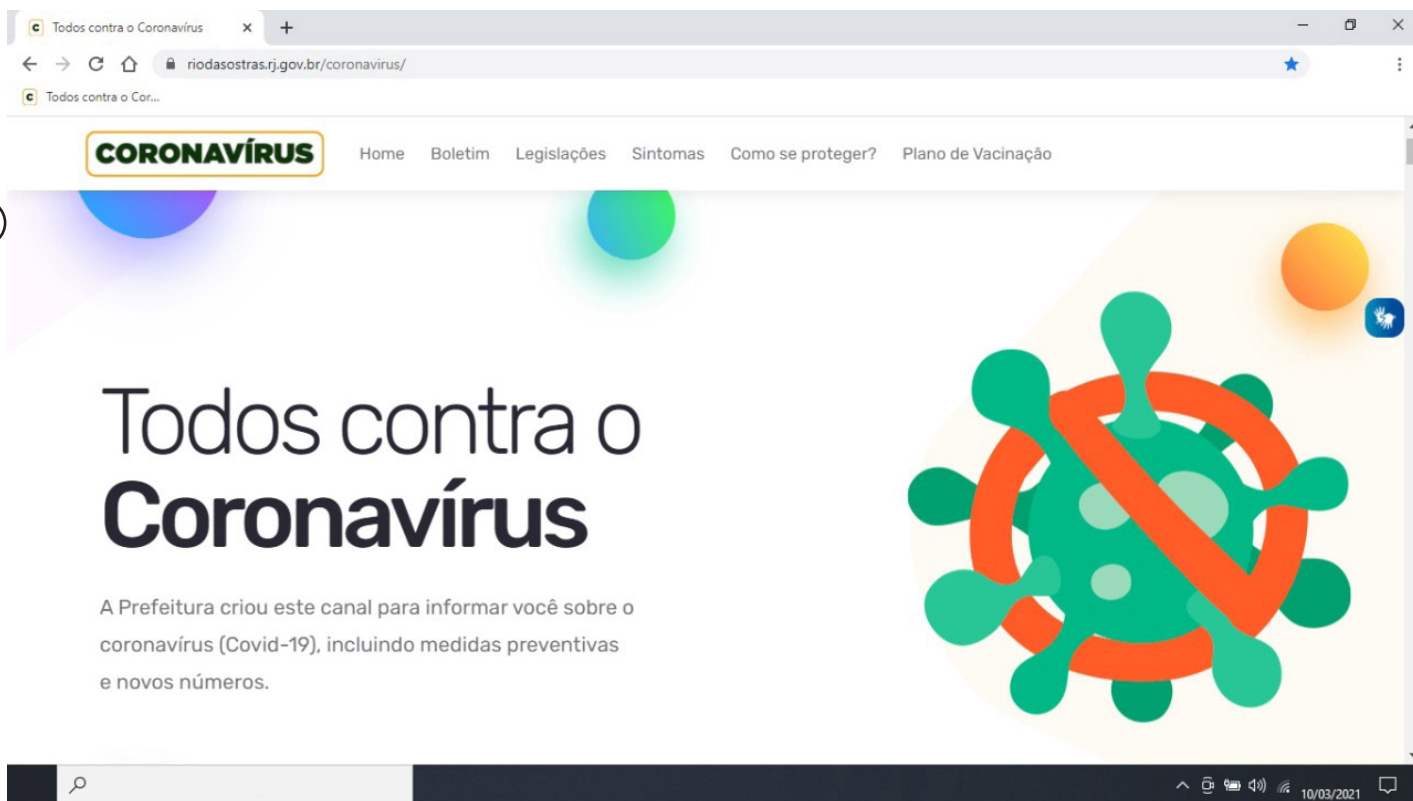 Todos contra o Coronavírus
riodasostras.rj.gov.br/coronavirus/
Todos contra o Cor...
CORONAVÍRUS Home Boletim Legislações Sintomas Como se proteger? Plano de Vacinação
Todos contra o
Coronavírus
A Prefeitura criou este canal para informar você sobre o
coronavírus (Covid-19), incluindo medidas preventivas
e novos números.
10/03/2021